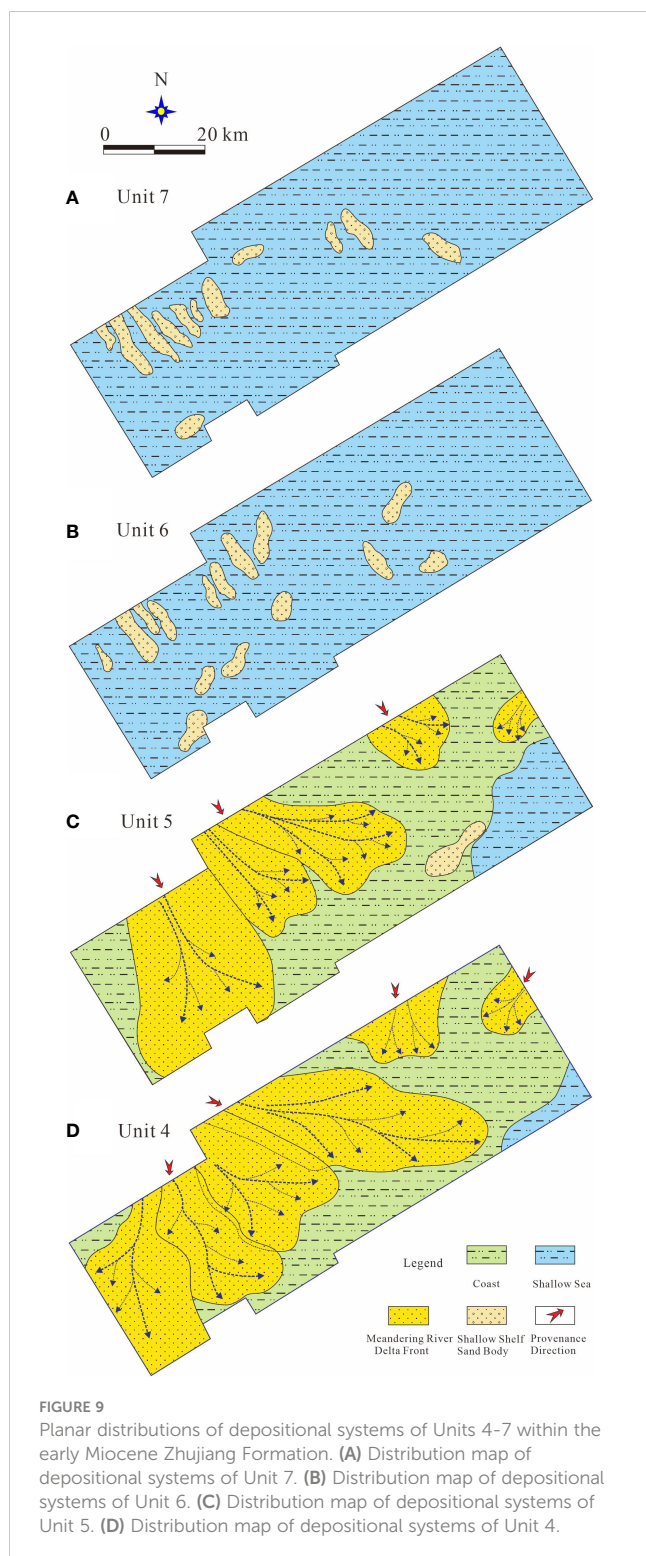 N
0 20 km
A Unit 7
B Unit 6
C Unit 5
D Unit 4
Legend
Coast Shallow Sea
Meandering River Delta Front
Shallow Shelf Sand Body
Provenance Direction
FIGURE 9
Planar distributions of depositional systems of Units 4-7 within the
early Miocene Zhujiang Formation. (A) Distribution map of
depositional systems of Unit 7. (B) Distribution map of depositional
systems of Unit 6. (C) Distribution map of depositional systems of
Unit 5. (D) Distribution map of depositional systems of Unit 4.